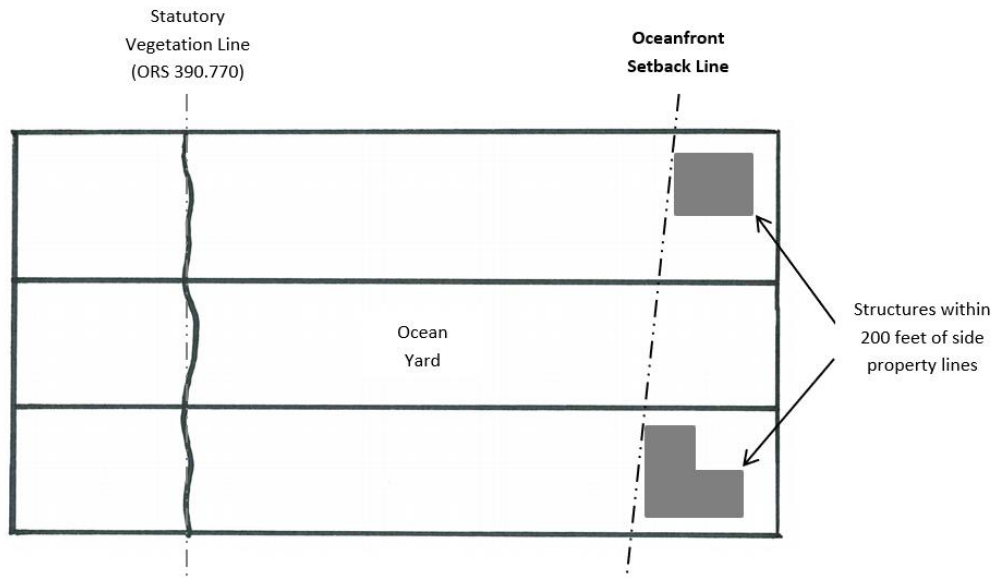 Statutory
Vegetation Line
(ORS 390.770)
Oceanfront
Setback Line
Ocean
Yard
Structures within
200 feet of side
property lines